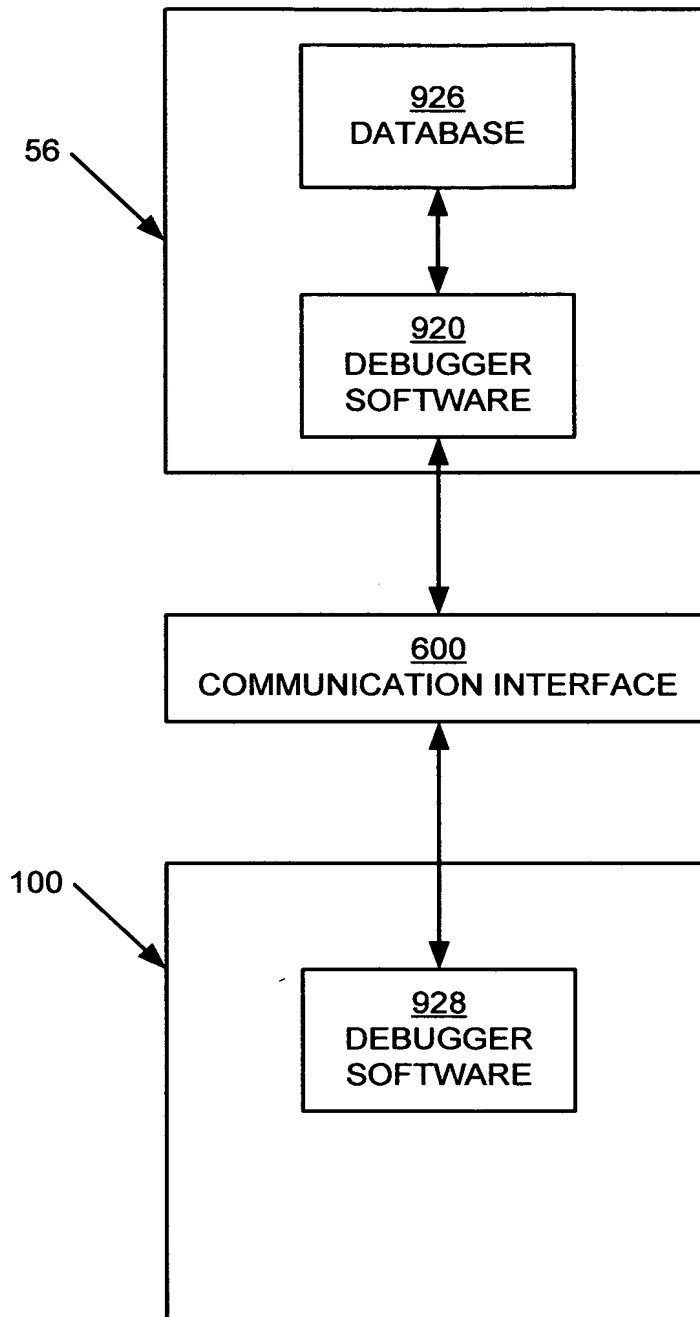 926
DATABASE
56
920
DEBUGGER
SOFTWARE
600
COMMUNICATION INTERFACE
100
928
DEBUGGER
SOFTWARE